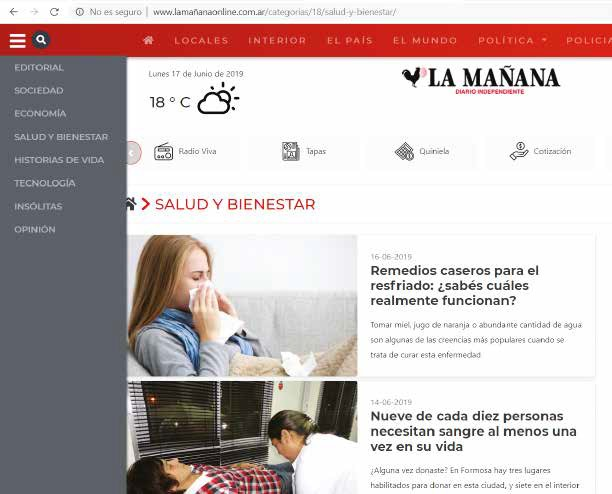 No es seguro | www.lamañanaonline.com.ar/categorias/18/salud-y-bienestar/
LOCALES INTERIOR EL PAÍS EL MUNDO POLÍTICA POLICIA
EDITORIAL
SOCIEDAD
ECONOMÍA
SALUD Y BIENESTAR
HISTORIAS DE VIDA
TECNOLOGÍA
INSÓLITAS
OPINIÓN
Lunes 17 de Junio de 2019
18 ° C
LA MAÑANA
DIARIO INDEPENDIENTE
Radio Viva Tapas Quiniela Cotización
SALUD Y BIENESTAR
16-06-2019
Remedios caseros para el
resfriado: ¿sabés cuáles
realmente funcionan?
Tomar miel, jugo de naranja o abundante cantidad de agua
son algunas de las creencias más populares cuando se
trata de curar esta enfermedad
14-06-2019
Nueve de cada diez personas
necesitan sangre al menos una
vez en su vida
¿Alguna vez donaste? En Formosa hay tres lugares
habilitados para donar en esta ciudad, y siete en el interior